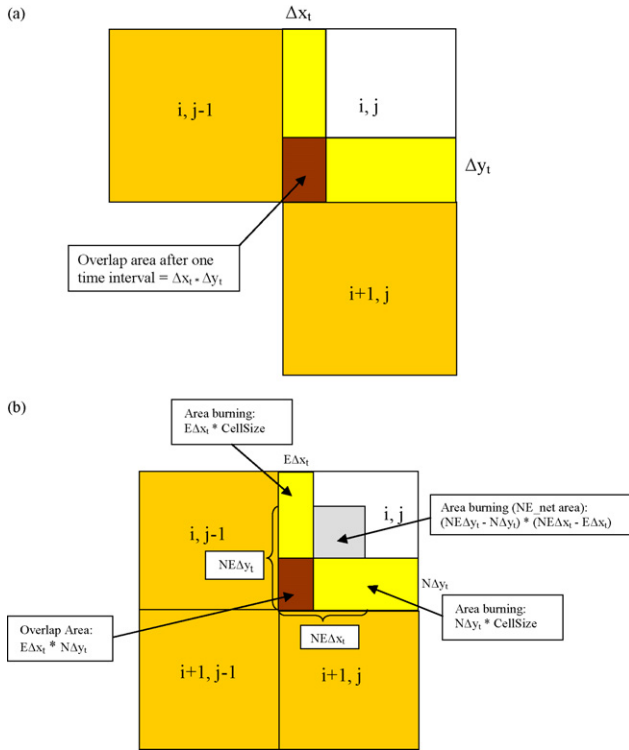 (a)
Δxₜ
i, j-1
i, j
Δyₜ
Overlap area after one
time interval = Δxₜ * Δyₜ
i+1, j
(b)
Area burning:
EΔxₜ * CellSize
EΔxₜ
Area burning (NE_net area):
(NEΔyₜ - NΔyₜ) * (NEΔxₜ - EΔxₜ)
i, j-1
i, j
NEΔyₜ
NΔyₜ
Area burning:
NΔyₜ * CellSize
NEΔxₜ
Overlap Area:
EΔxₜ * NΔyₜ
i+1, j-1
i+1, j